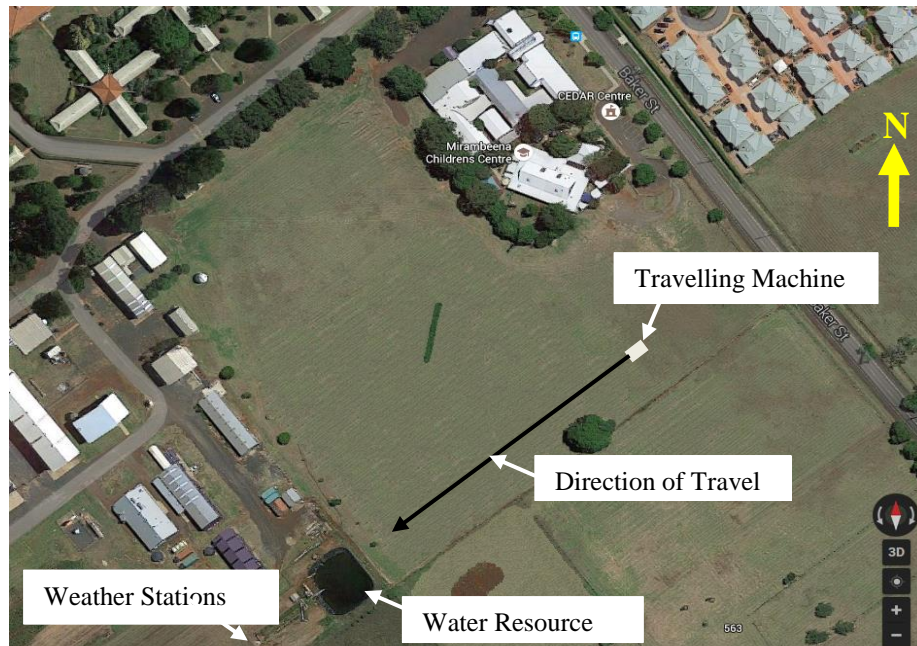 Baker St
CEDAR Centre
Mirambeena
Childrens Centre
N
Travelling Machine
Baker St
Direction of Travel
3D
Weather Stations
Water Resource
563
+
−